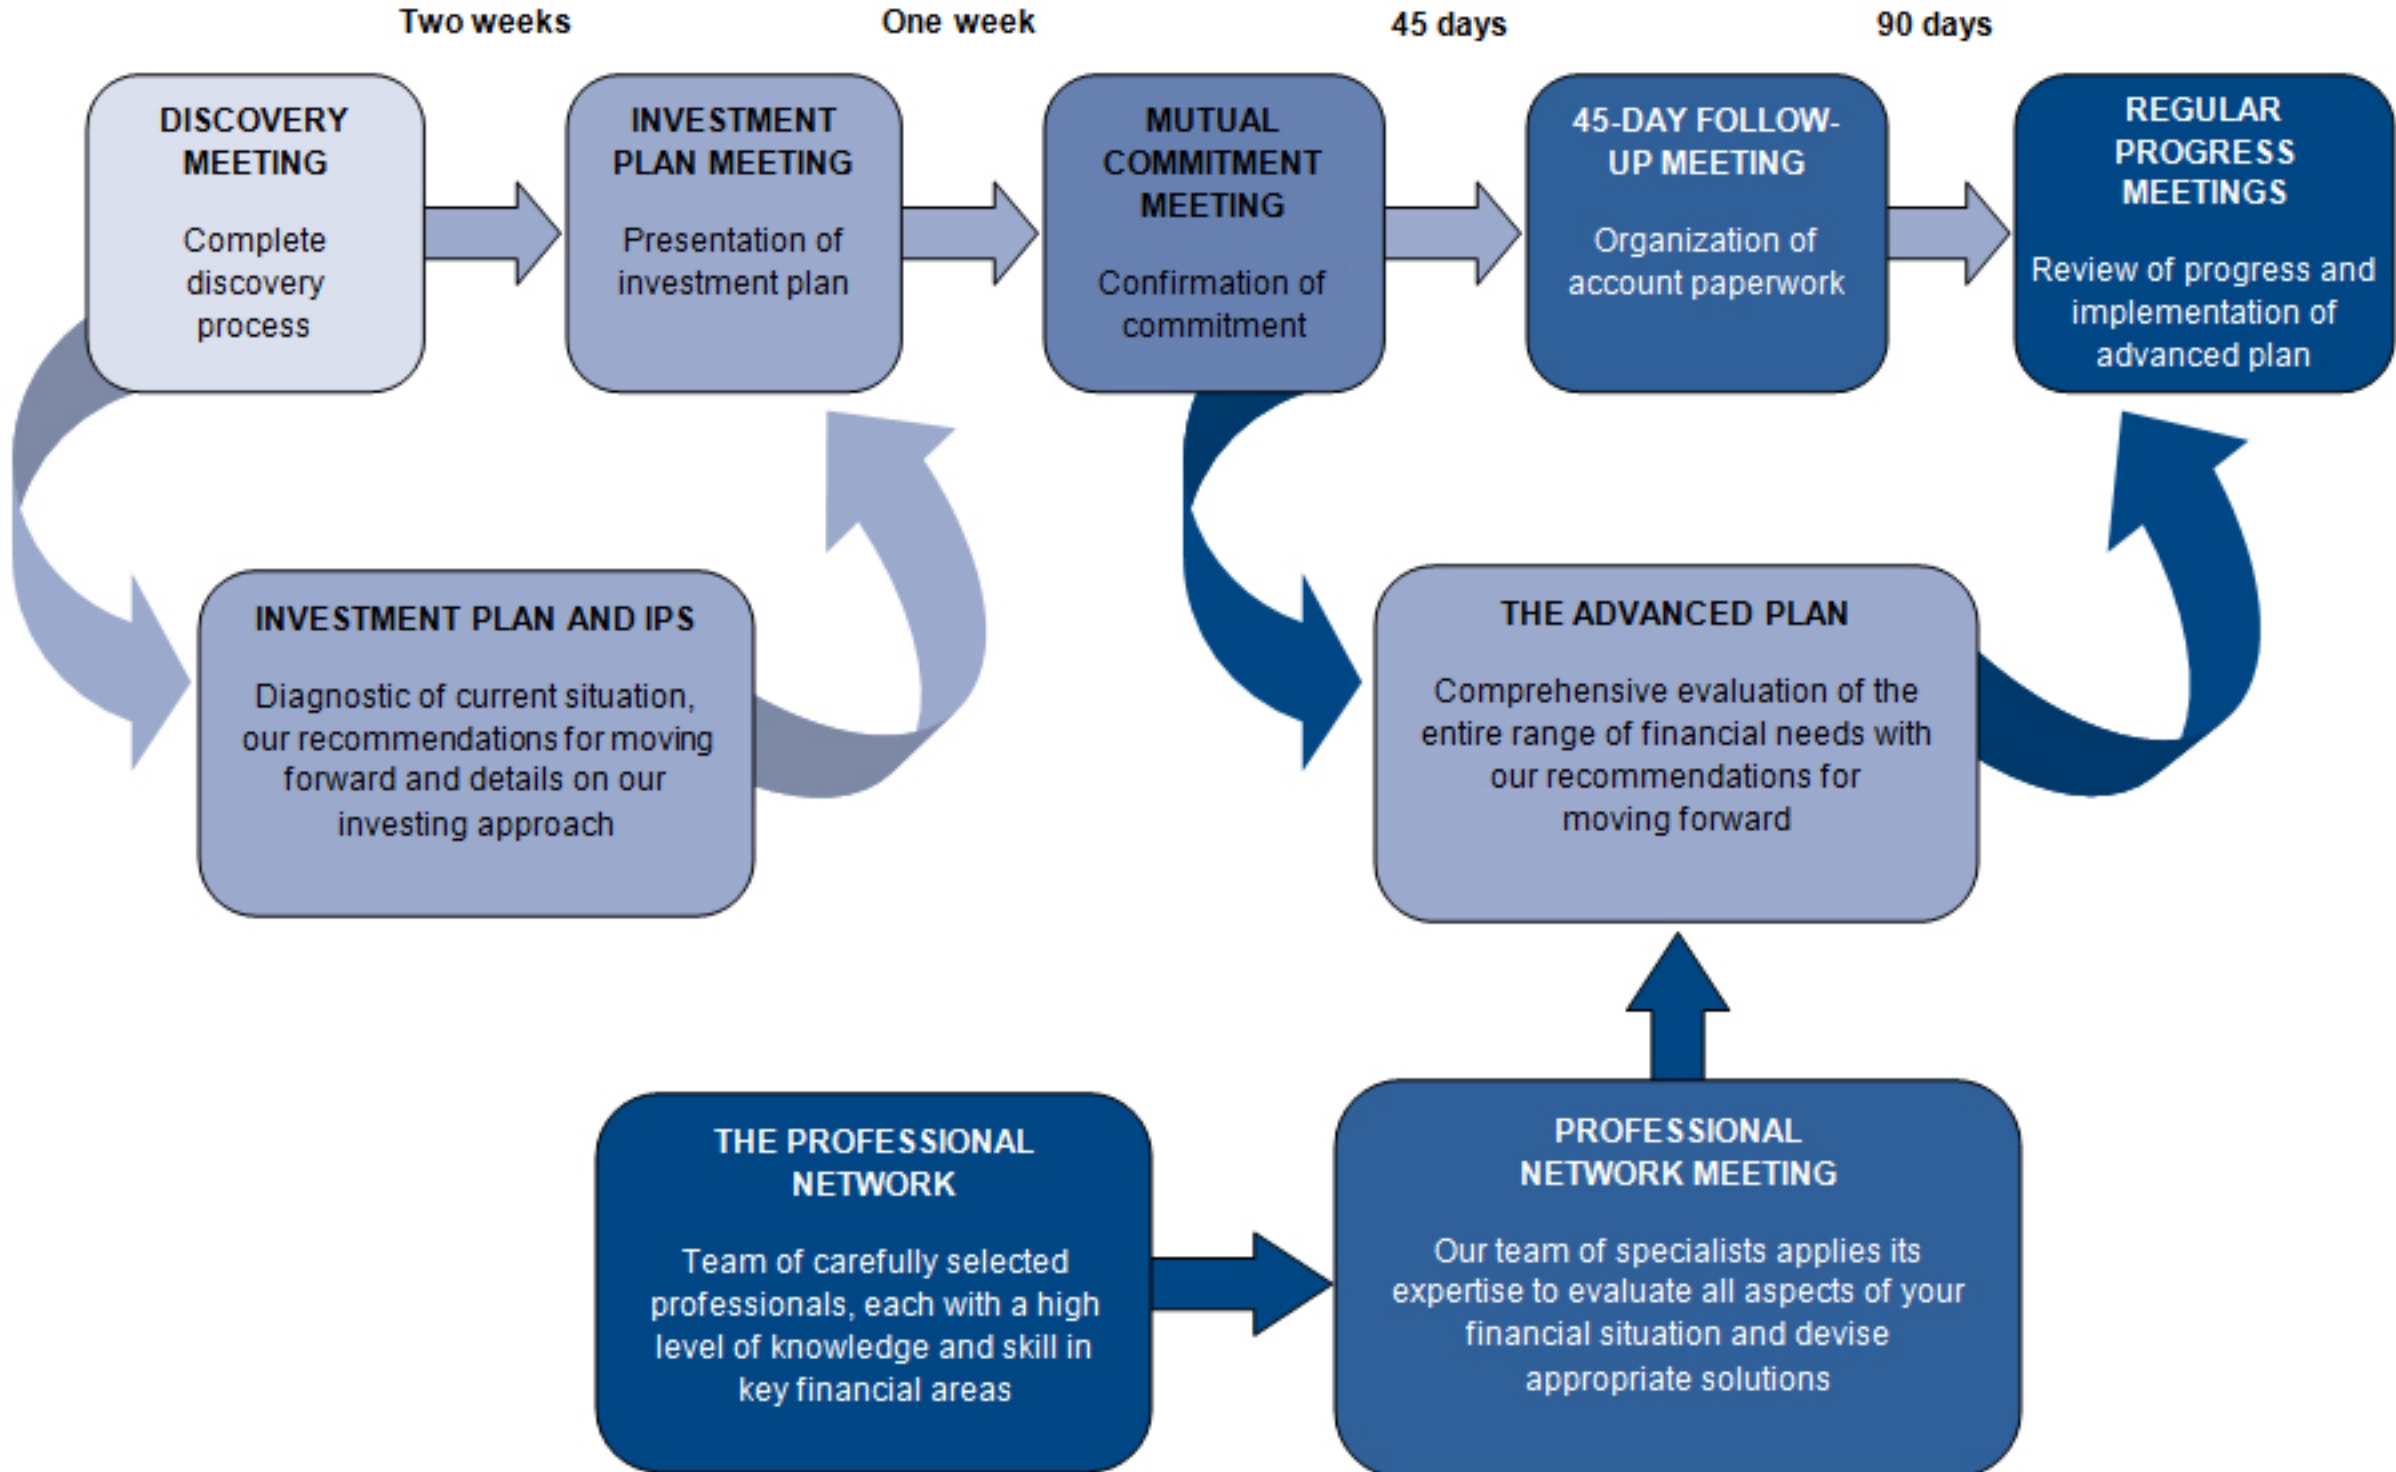 Two weeks
One week
45 days
90 days
DISCOVERY
MEETING
Complete
discovery
process
INVESTMENT
PLAN MEETING
Presentation of
investment plan
MUTUAL
COMMITMENT
MEETING
Confirmation of
commitment
45-DAY FOLLOW-
UP MEETING
Organization of
account paperwork
REGULAR
PROGRESS
MEETINGS
Review of progress and
implementation of
advanced plan
INVESTMENT PLAN AND IPS
Diagnostic of current situation,
our recommendations for moving
forward and details on our
investing approach
THE ADVANCED PLAN
Comprehensive evaluation of the
entire range of financial needs with
our recommendations for
moving forward
THE PROFESSIONAL
NETWORK
Team of carefully selected
professionals, each with a high
level of knowledge and skill in
key financial areas
PROFESSIONAL
NETWORK MEETING
Our team of specialists applies its
expertise to evaluate all aspects of your
financial situation and devise
appropriate solutions